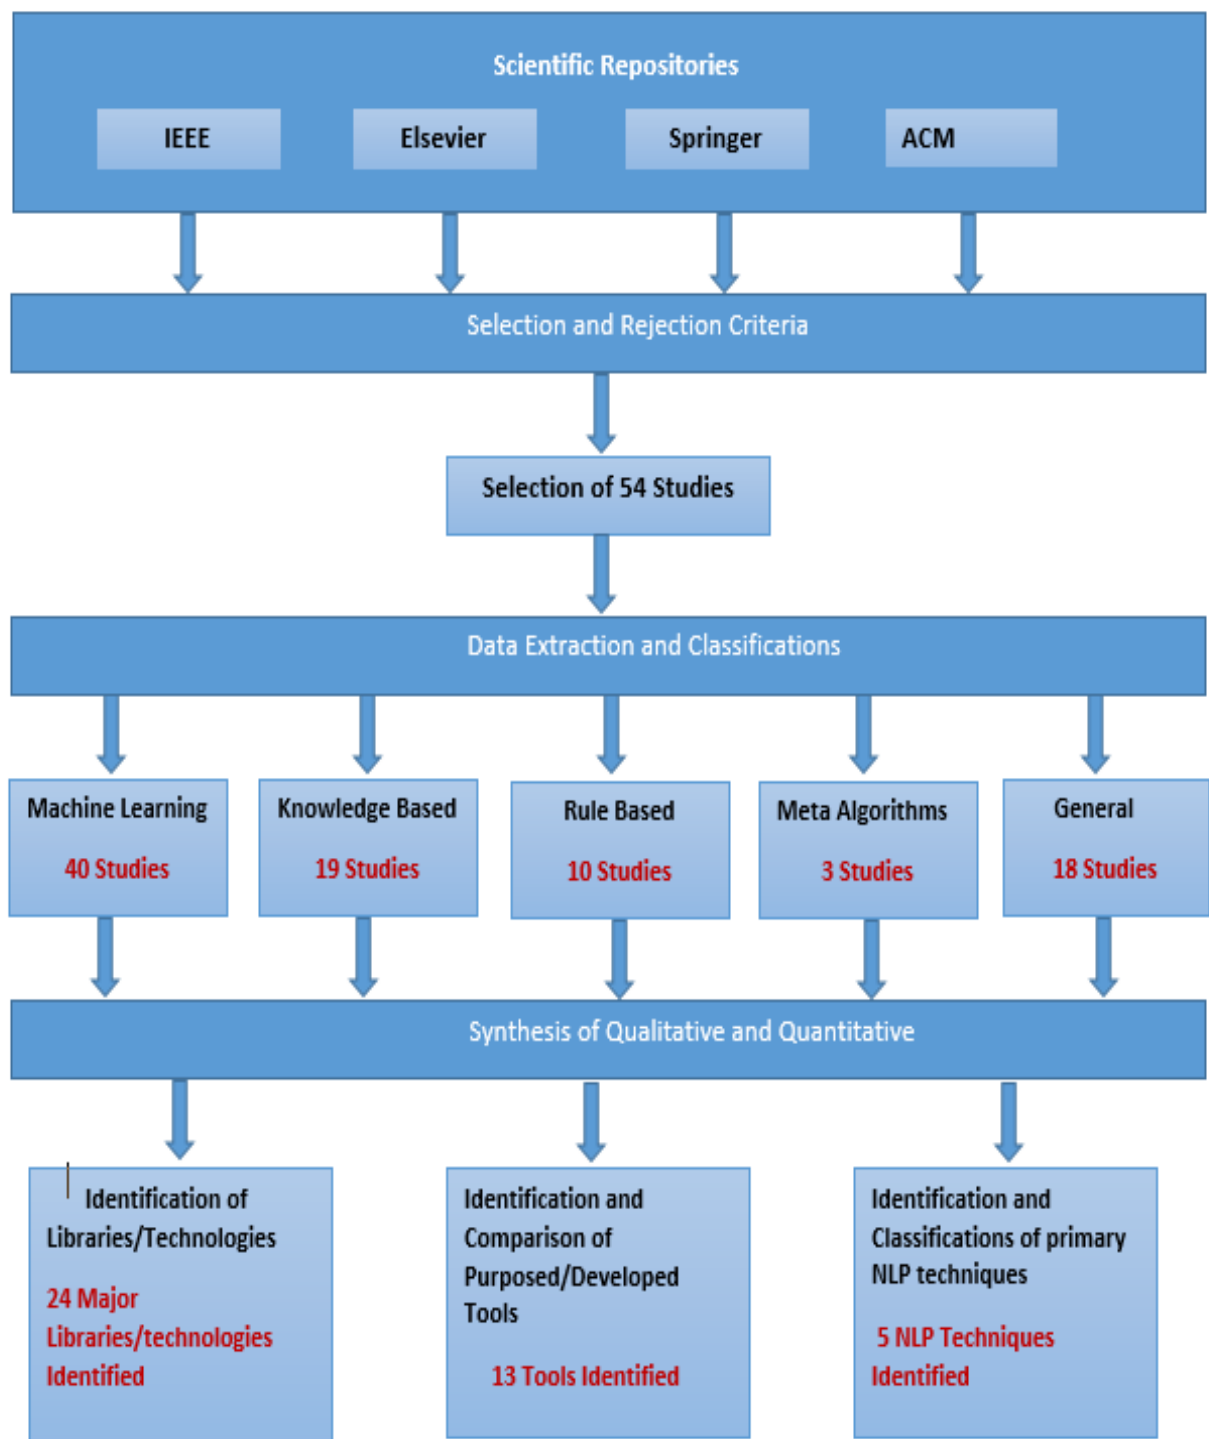 Scientific Repositories
IEEE
Elsevier
Springer
ACM
Selection and Rejection Criteria
Selection of 54 Studies
Data Extraction and Classifications
Machine Learning
40 Studies
Knowledge Based
19 Studies
Rule Based
10 Studies
Meta Algorithms
3 Studies
General
18 Studies
Synthesis of Qualitative and Quantitative
Identification of
Libraries/Technologies
24 Major
Libraries/technologies
Identified
Identification and
Comparison of
Purposed/Developed
Tools
13 Tools Identified
Identification and
Classifications of primary
NLP techniques
5 NLP Techniques
Identified